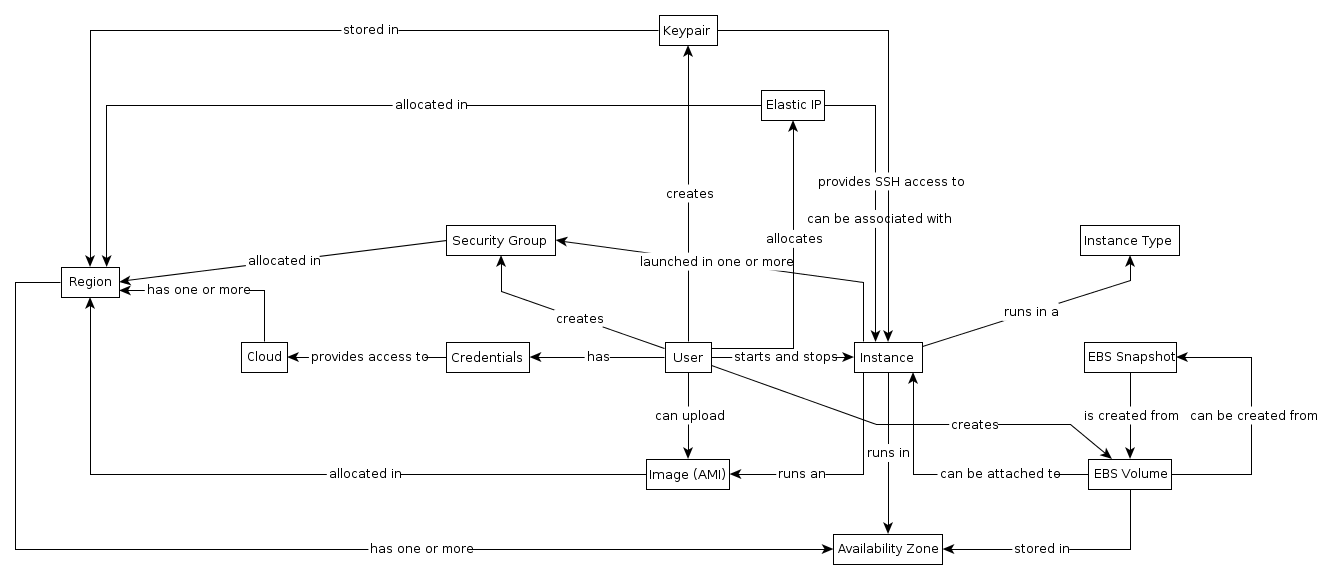 stored in
Keypair
allocated in
Elastic IP
provides SSH access to
creates
can be associated with
Security Group
allocates
Instance Type
allocated in
launched in one or more
Region
has one or more
runs in a
creates
Cloud
provides access to
Credentials
has
User
starts and stops
Instance
EBS Snapshot
can upload
is created from
can be created from
creates
runs in
allocated in
Image (AMI)
runs an
can be attached to
EBS Volume
has one or more
Availability Zone
stored in